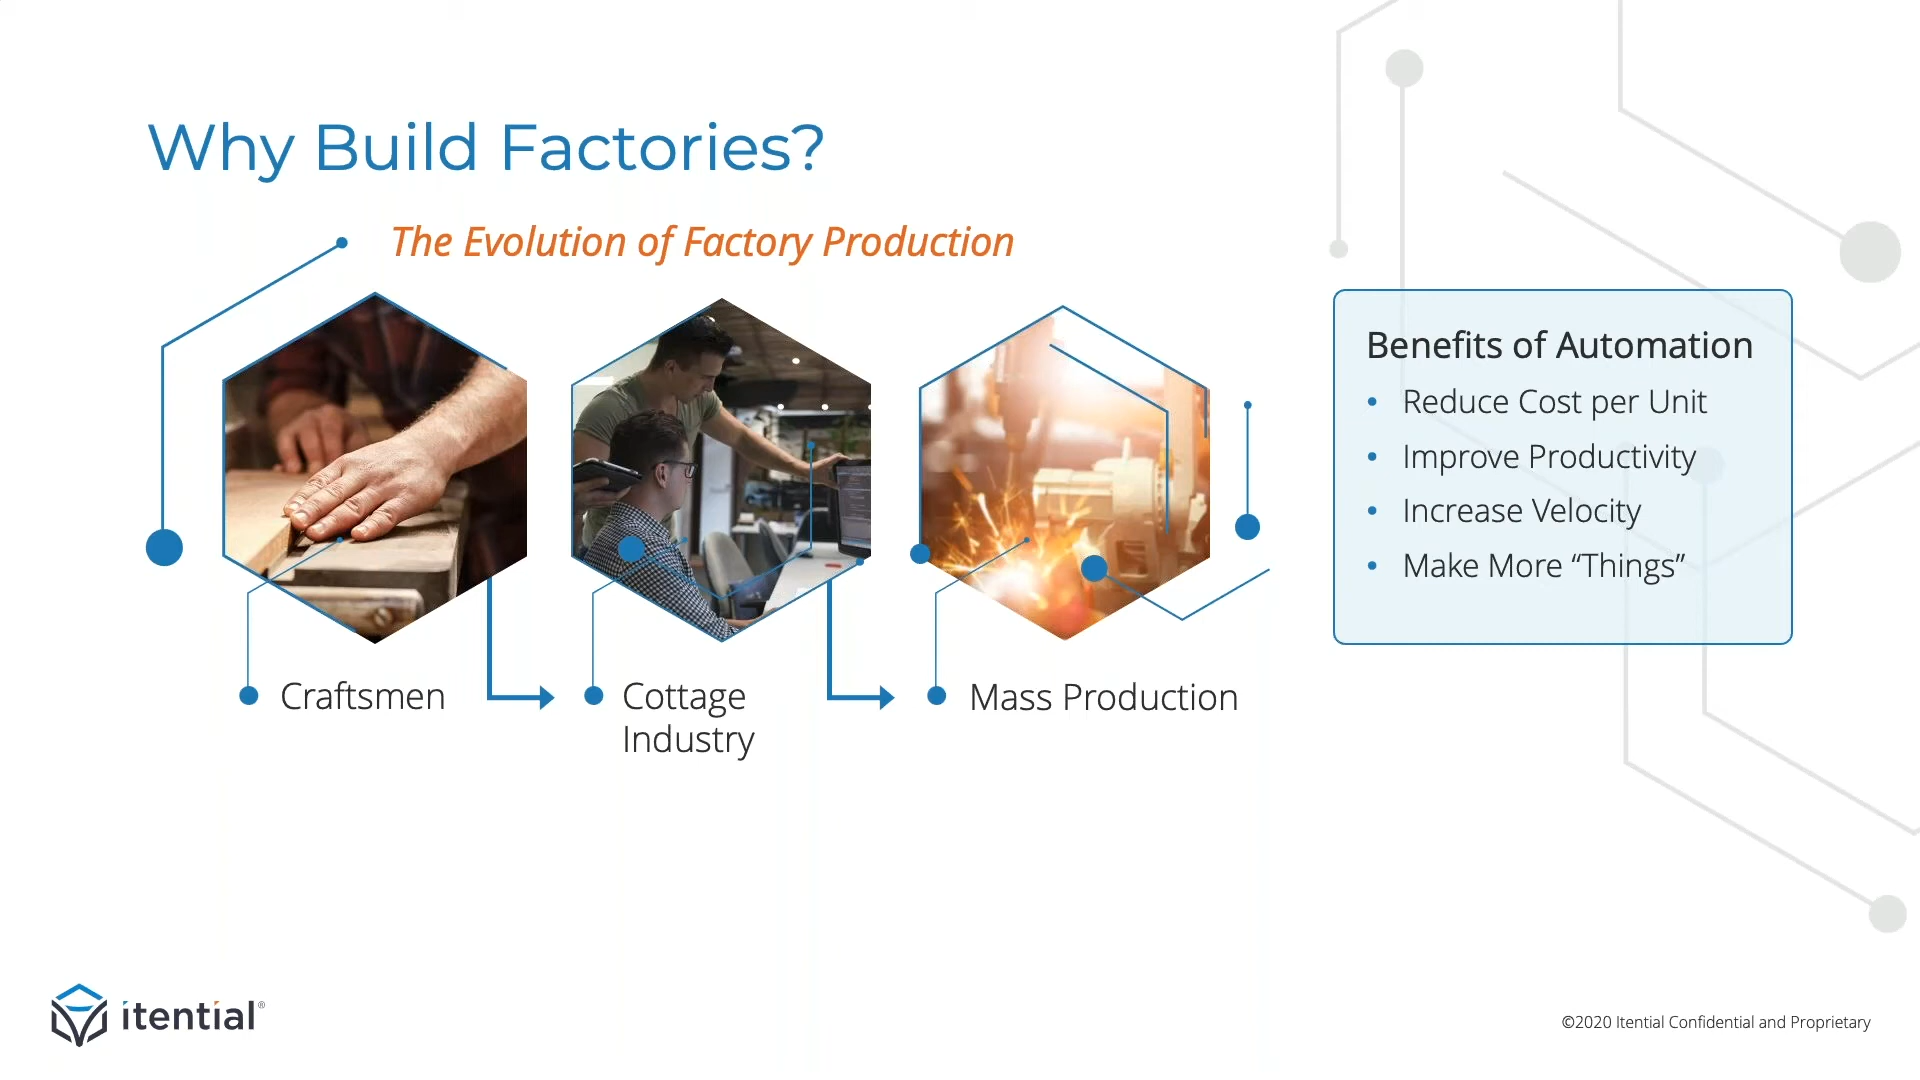 Why Build Factories?
The Evolution of Factory Production
Craftsmen
Cottage
Industry
Mass Production
Benefits of Automation
• Reduce Cost per Unit
• Improve Productivity
• Increase Velocity
• Make More “Things”
itential®
©2020 Itential Confidential and Proprietary